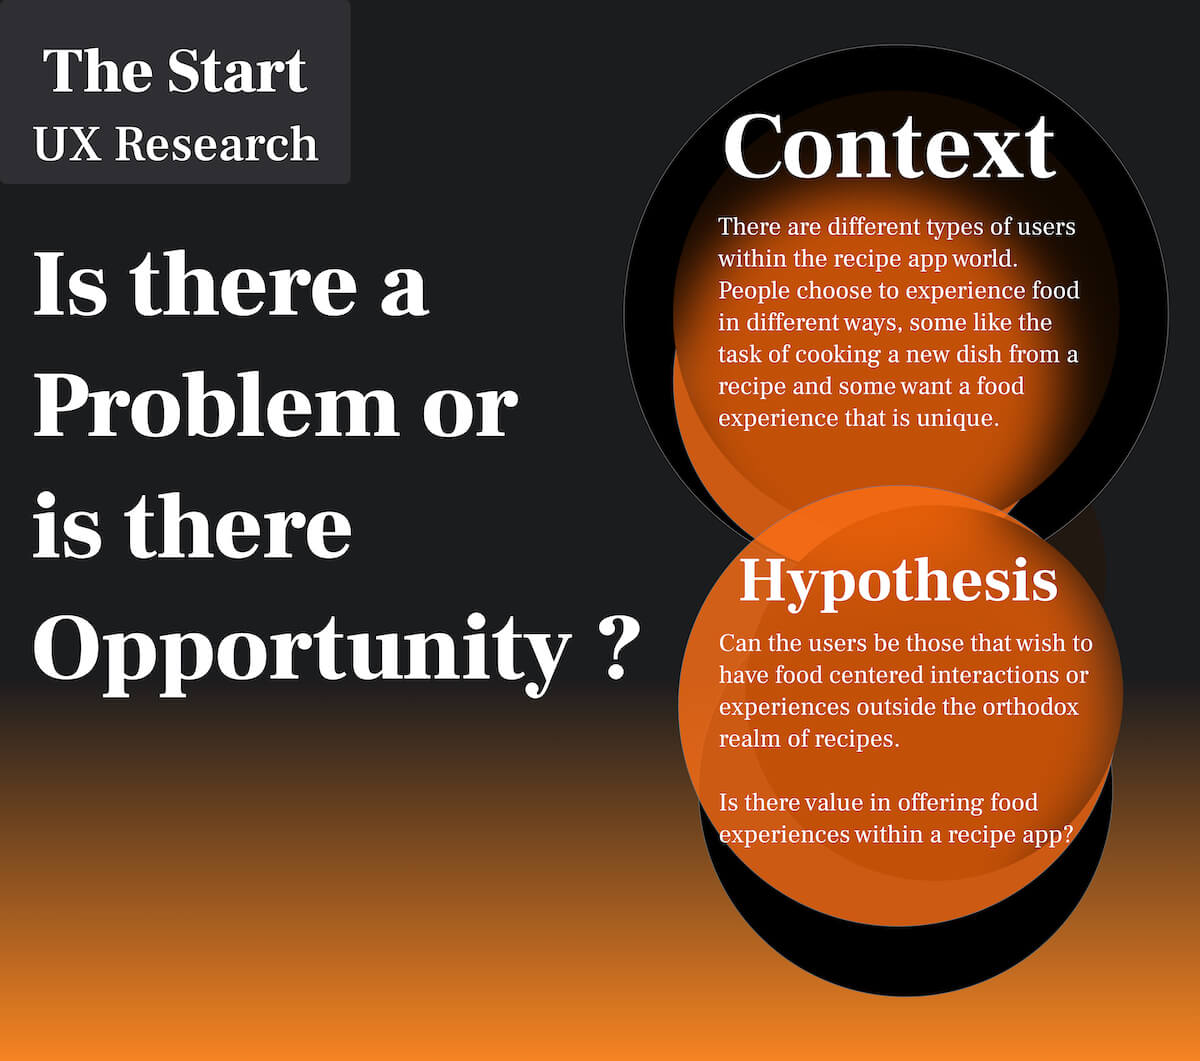 The Start
UX Research
Is there a
Problem or
is there
Opportunity ?
Context
There are different types of users
within the recipe app world.
People choose to experience food
in different ways, some like the
task of cooking a new dish from a
recipe and some want a food
experience that is unique.
Hypothesis
Can the users be those that wish to
have food centered interactions or
experiences outside the orthodox
realm of recipes.
Is there value in offering food
experiences within a recipe app?